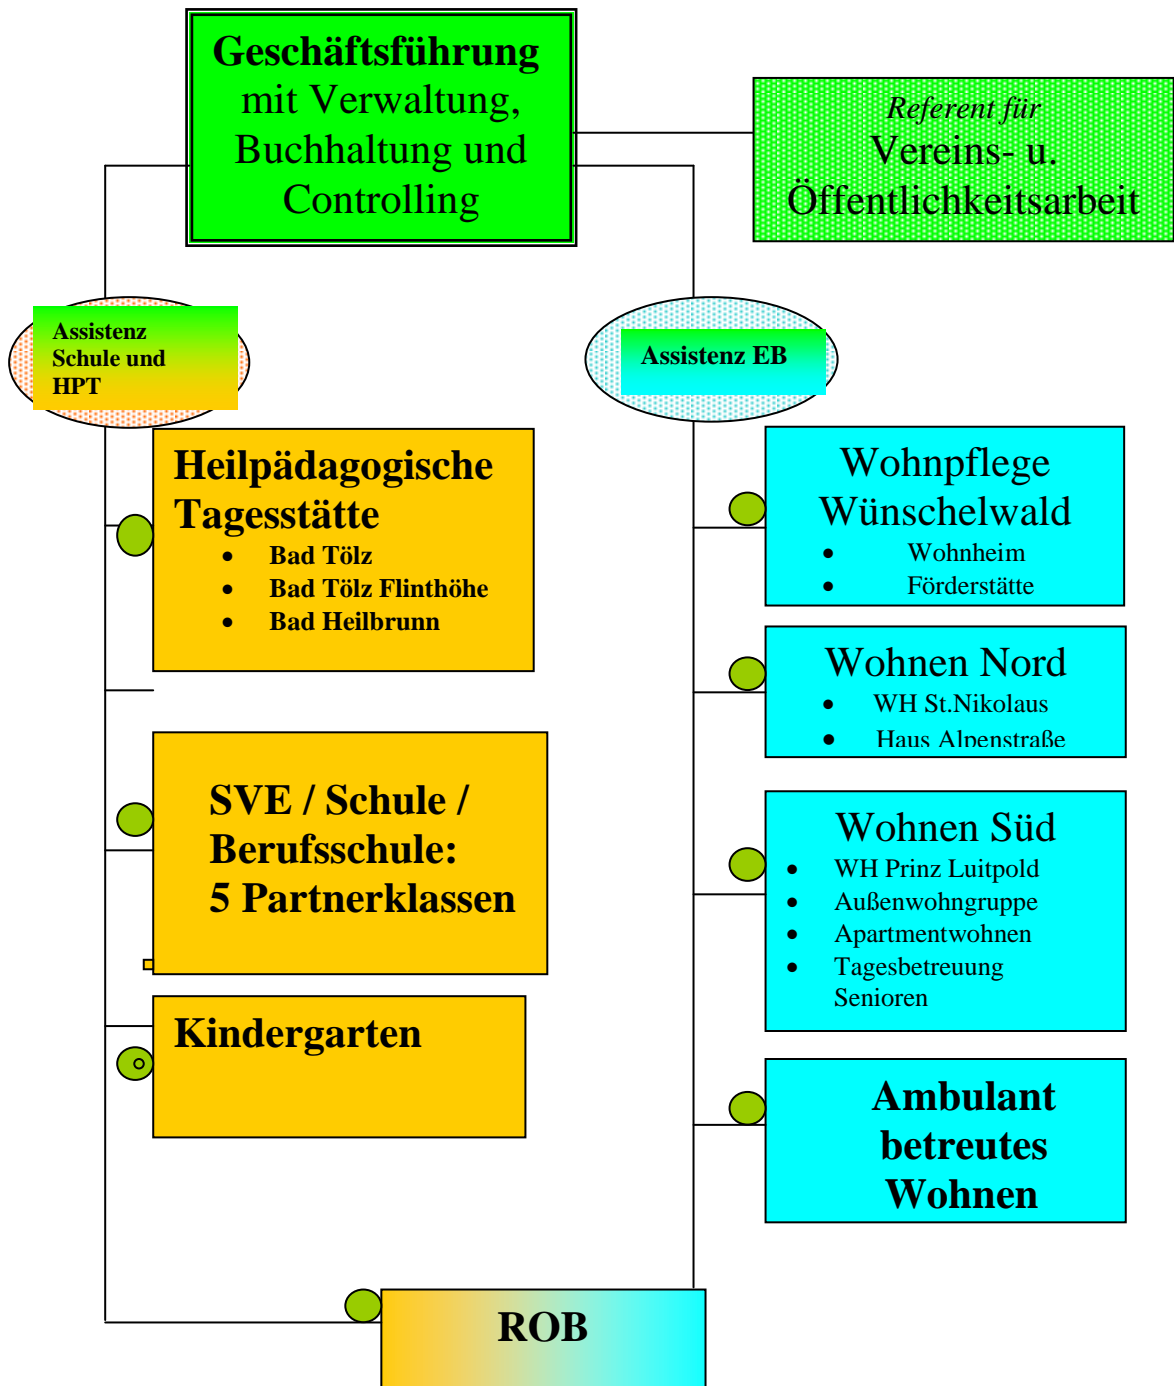 Geschäftsführung
mit Verwaltung,
Buchhaltung und
Controlling
Referent für
Vereins- u.
Öffentlichkeitsarbeit
Assistenz
Schule und
HPT
Assistenz EB
Heilpädagogische
Tagesstätte
• Bad Tölz
• Bad Tölz Flinthöhe
• Bad Heilbrunn
SVE / Schule /
Berufsschule:
5 Partnerklassen
Kindergarten
Wohnpflege
Wünschelwald
• Wohnheim
• Förderstätte
Wohnen Nord
• WH St.Nikolaus
• Haus Alpenstraße
Wohnen Süd
• WH Prinz Luitpold
• Außenwohngruppe
• Apartmentwohnen
• Tagesbetreuung
Senioren
Ambulant
betreutes
Wohnen
ROB